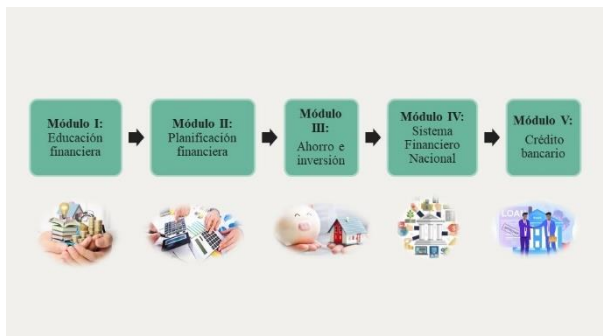 Módulo I:
Educación
financiera
Módulo II:
Planificación
financiera
Módulo
III:
Ahorro e
inversión
Módulo IV:
Sistema
Financiero
Nacional
Módulo V:
Crédito
bancario
LOAN